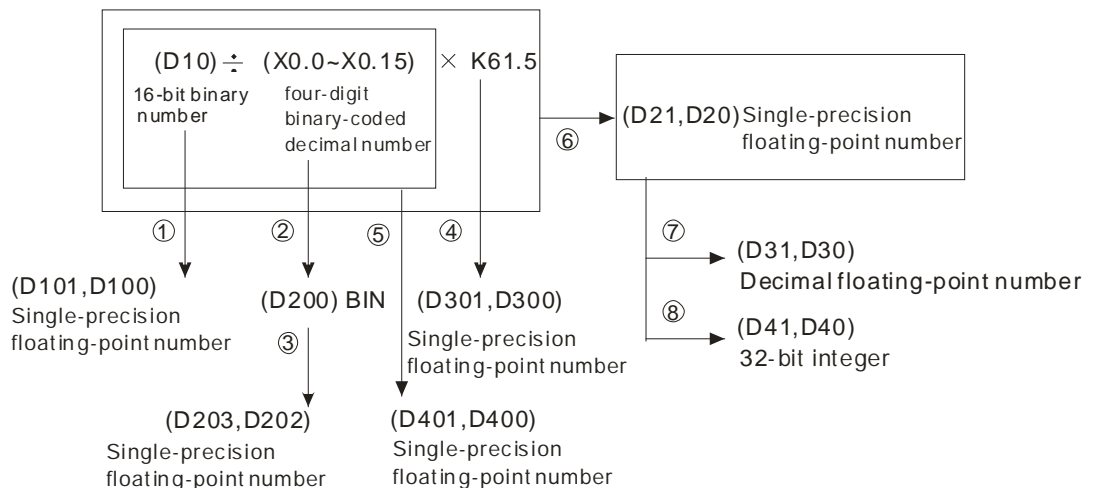 (D10) ÷ (X0.0~X0.15) × K61.5
16-bit binary
number
four-digit
binary-coded
decimal number
⑥
(D21,D20) Single-precision
floating-point number
①
②
⑤
④
⑦
(D31,D30)
Decimal floating-point number
(D101,D100)
Single-precision
floating-point number
(D200) BIN
(D301,D300)
Single-precision
floating-point number
③
⑧
(D41,D40)
32-bit integer
(D203,D202)
Single-precision
floating-point number
(D401,D400)
Single-precision
floating-point number